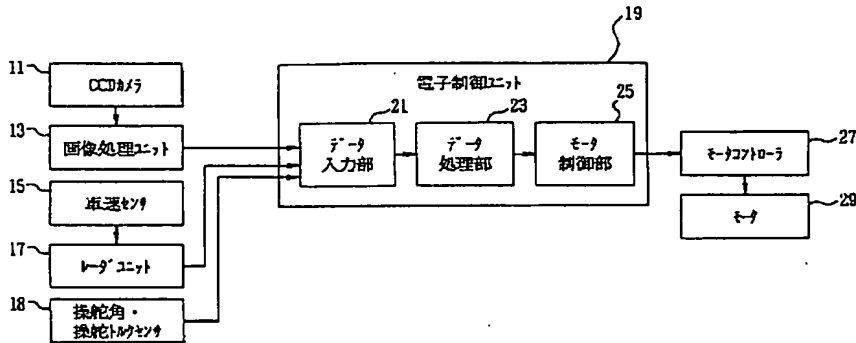 19
電子制御ユニット
11
CCDカメラ
13
画像処理ユニット
15
車速センサ
17
レーダユニット
18
操舵角・
操舵トルクセンサ
21
データ
入力部
23
データ
処理部
25
モータ
制御部
27
モータコントローラ
29
モータ